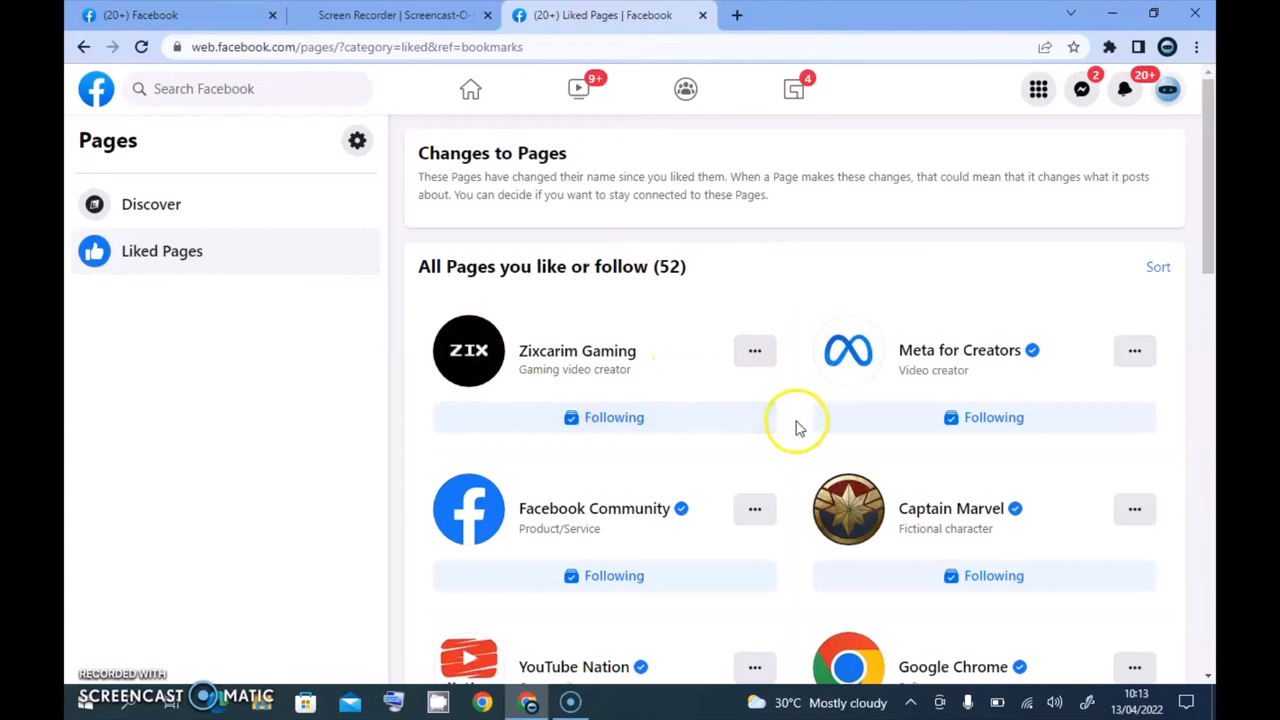 (20+) Facebook
Screen Recorder | Screencast-O-
(20+) Liked Pages | Facebook
web.facebook.com/pages/?category=liked&ref=bookmarks
Search Facebook
9+
4
2
20+
Pages
Discover
Liked Pages
Changes to Pages
These Pages have changed their name since you liked them. When a Page makes these changes, that could mean that it changes what it posts
about. You can decide if you want to stay connected to these Pages.
All Pages you like or follow (52)
Sort
ZIX
Zixcarim Gaming
Gaming video creator
Following
Meta for Creators
Video creator
Following
Facebook Community
Product/Service
Following
Captain Marvel
Fictional character
Following
YouTube Nation
Google Chrome
RECORDED WITH
SCREENCAST MATIC
30°C Mostly cloudy
10:13
13/04/2022